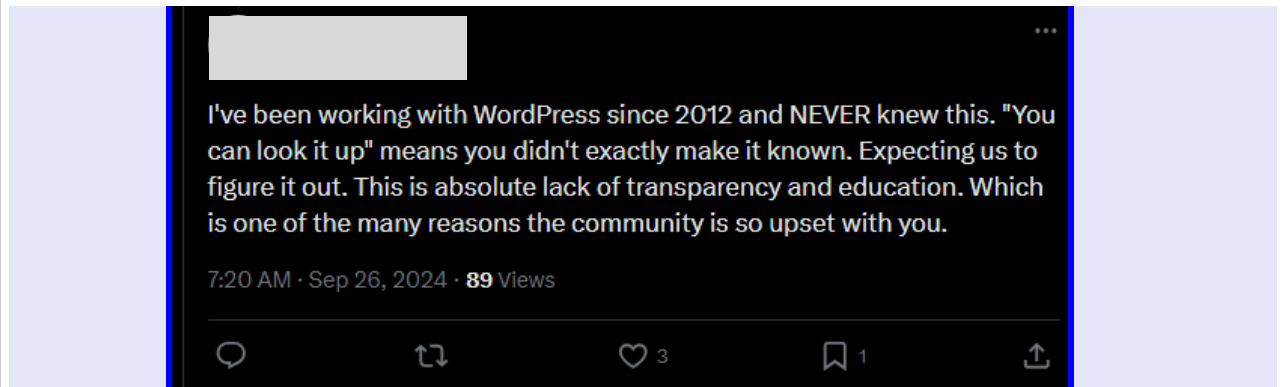 I've been working with WordPress since 2012 and NEVER knew this. "You
can look it up" means you didn't exactly make it known. Expecting us to
figure it out. This is absolute lack of transparency and education. Which
is one of the many reasons the community is so upset with you.
7:20 AM · Sep 26, 2024 · 89 Views
3 1